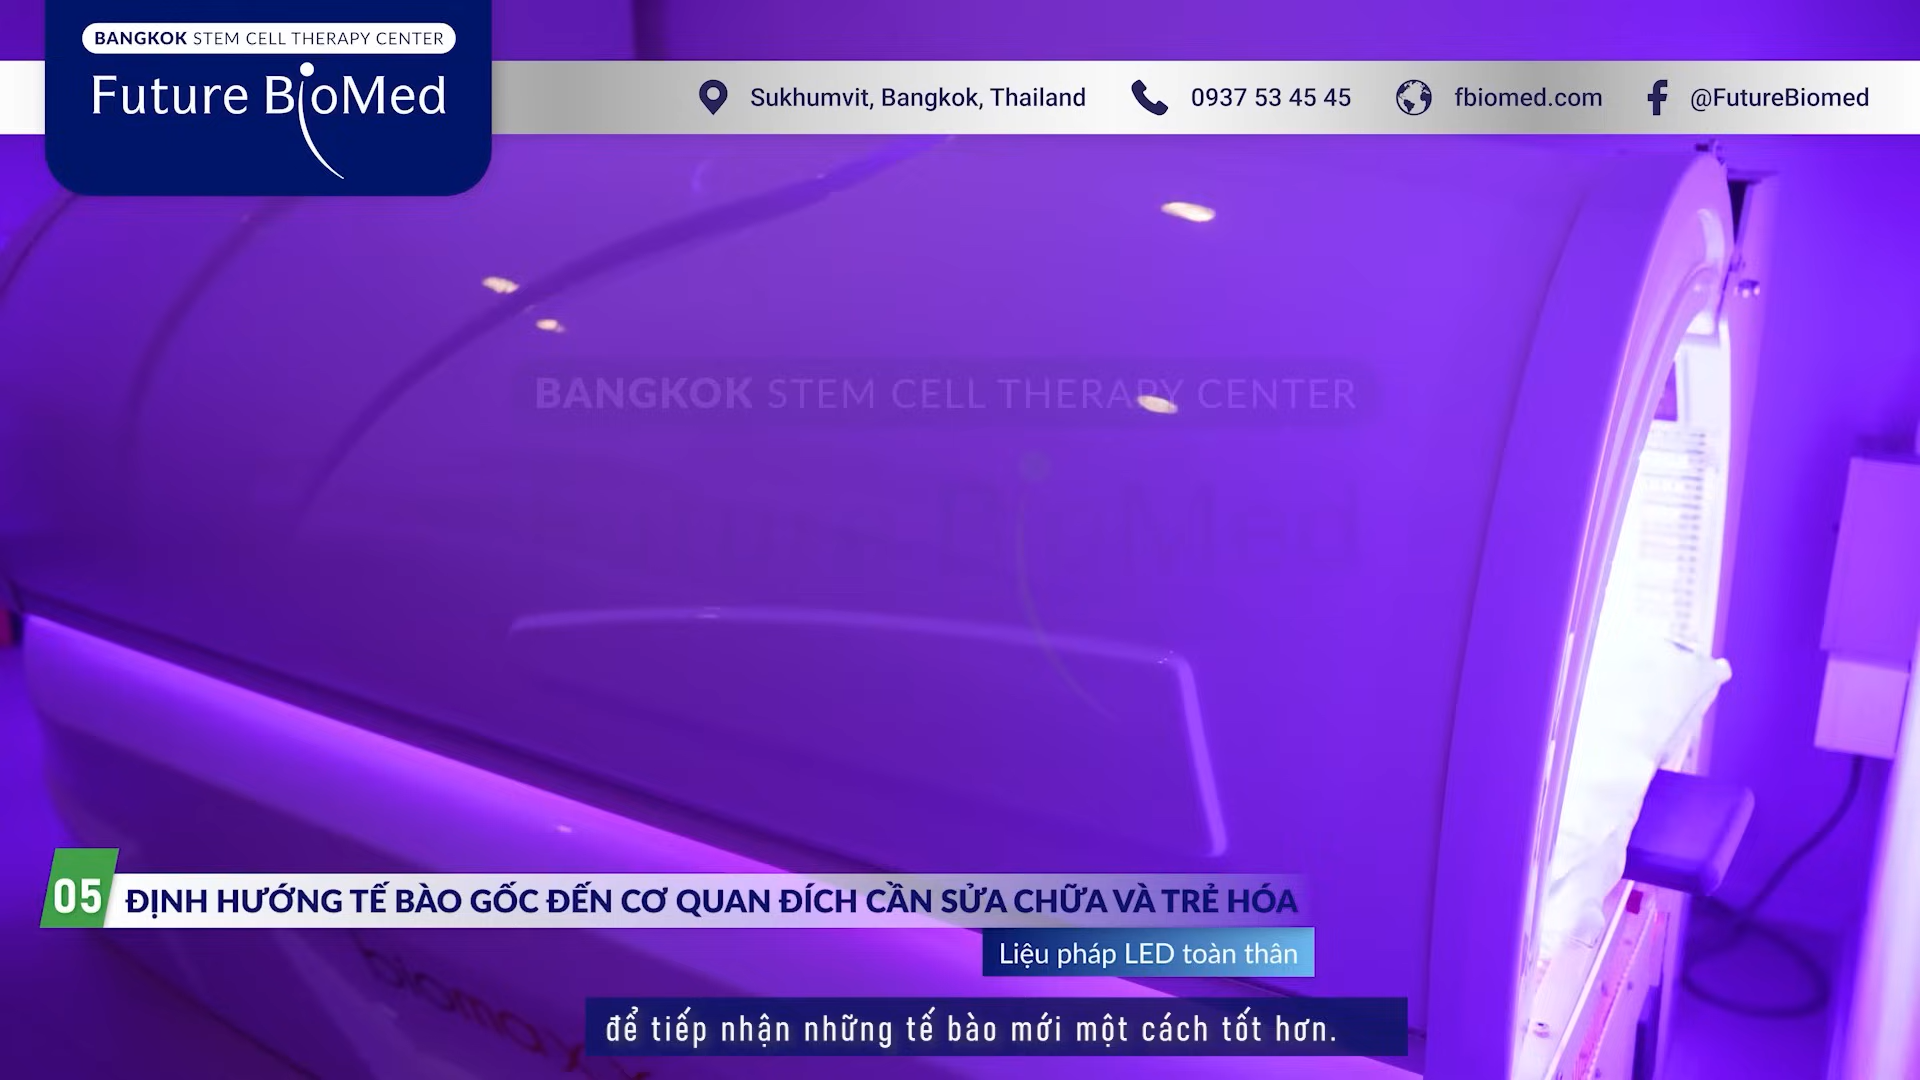 BANGKOK STEM CELL THERAPY CENTER
Future BioMed
Sukhumvit, Bangkok, Thailand
0937 53 45 45
fbiomed.com
@FutureBiomed
BANGKOK STEM CELL THERAPY CENTER
BioMed
05
ĐỊNH HƯỚNG TẾ BÀO GỐC ĐẾN CƠ QUAN ĐÍCH CẦN SỬA CHỮA VÀ TRẺ HÓA
Liệu pháp LED toàn thân
để tiếp nhận những tế bào mới một cách tốt hơn.